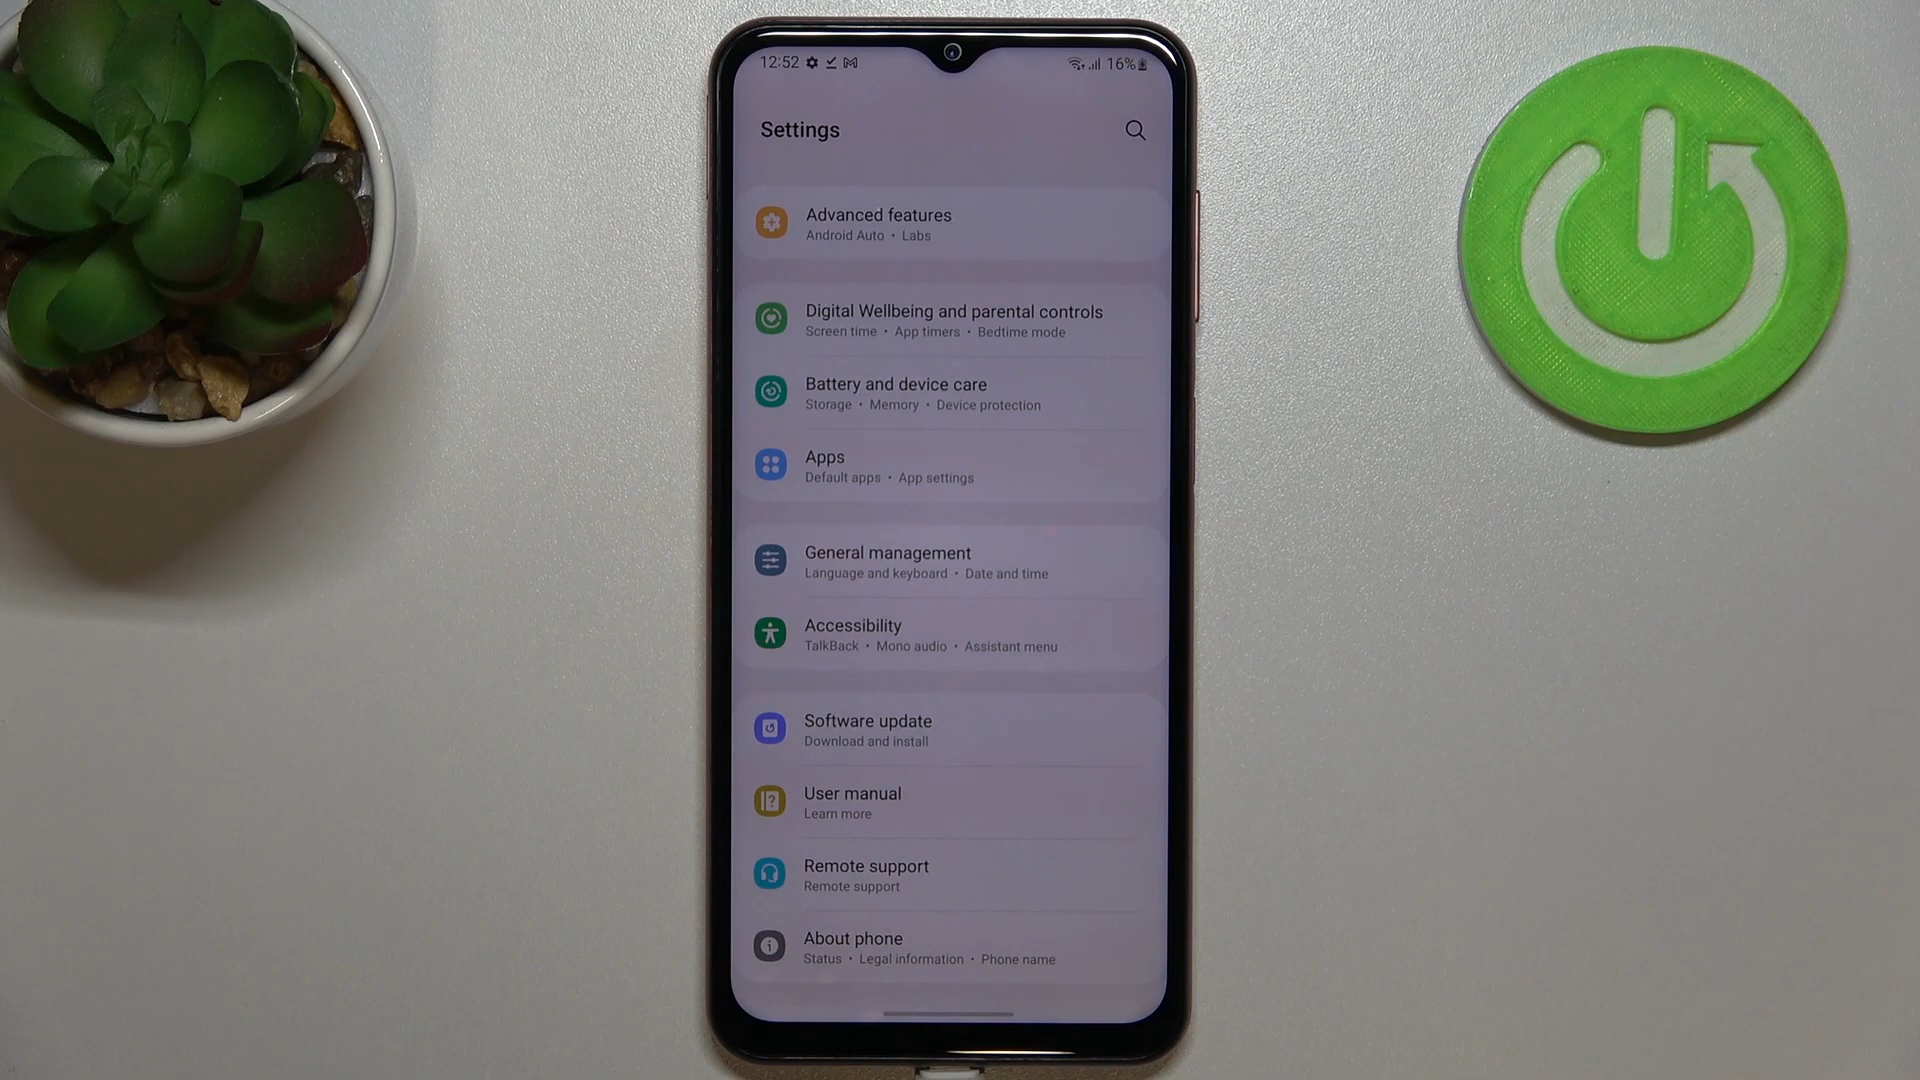 12:52 16%
Settings
Advanced features
Android Auto • Labs
Digital Wellbeing and parental controls
Screen time • App timers • Bedtime mode
Battery and device care
Storage • Memory • Device protection
Apps
Default apps • App settings
General management
Language and keyboard • Date and time
Accessibility
TalkBack • Mono audio • Assistant menu
Software update
Download and install
User manual
Learn more
Remote support
Remote support
About phone
Status • Legal information • Phone name